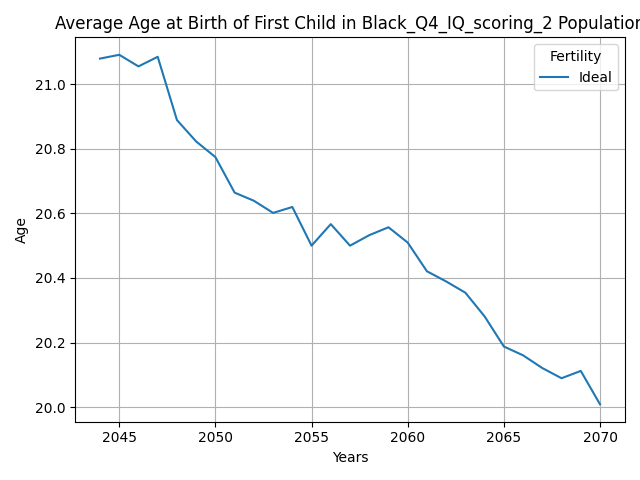 Average Age at Birth of First Child in Black_Q4_IQ_scoring_2 Population
Fertility
Ideal
21.0
20.8
20.6
20.4
20.2
20.0
Age
2045 2050 2055 2060 2065 2070
Years